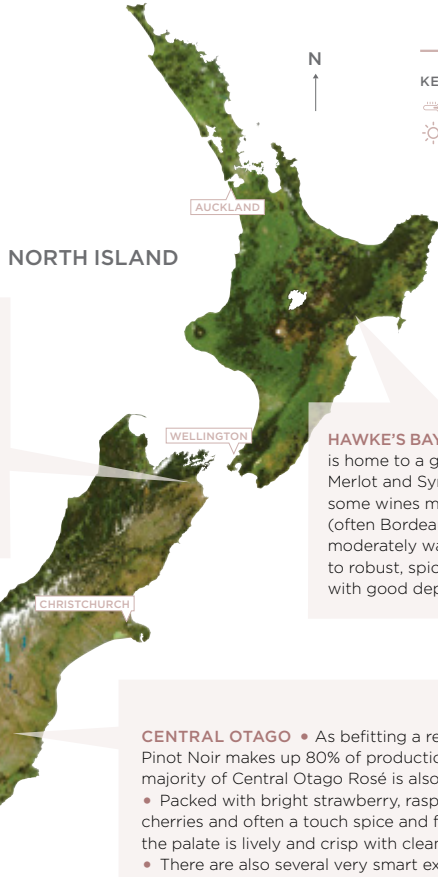 N
KE
AUCKLAND
NORTH ISLAND
WELLINGTON
HAWKE'S BAY
is home to a g
Merlot and Syr
some wines m
(often Bordea
moderately wa
to robust, spic
with good dep
CHRISTCHURCH
CENTRAL OTAGO • As befitting a re
Pinot Noir makes up 80% of productio
majority of Central Otago Rosé is also
• Packed with bright strawberry, rasp
cherries and often a touch spice and f
the palate is lively and crisp with clear
• There are also several very smart ex